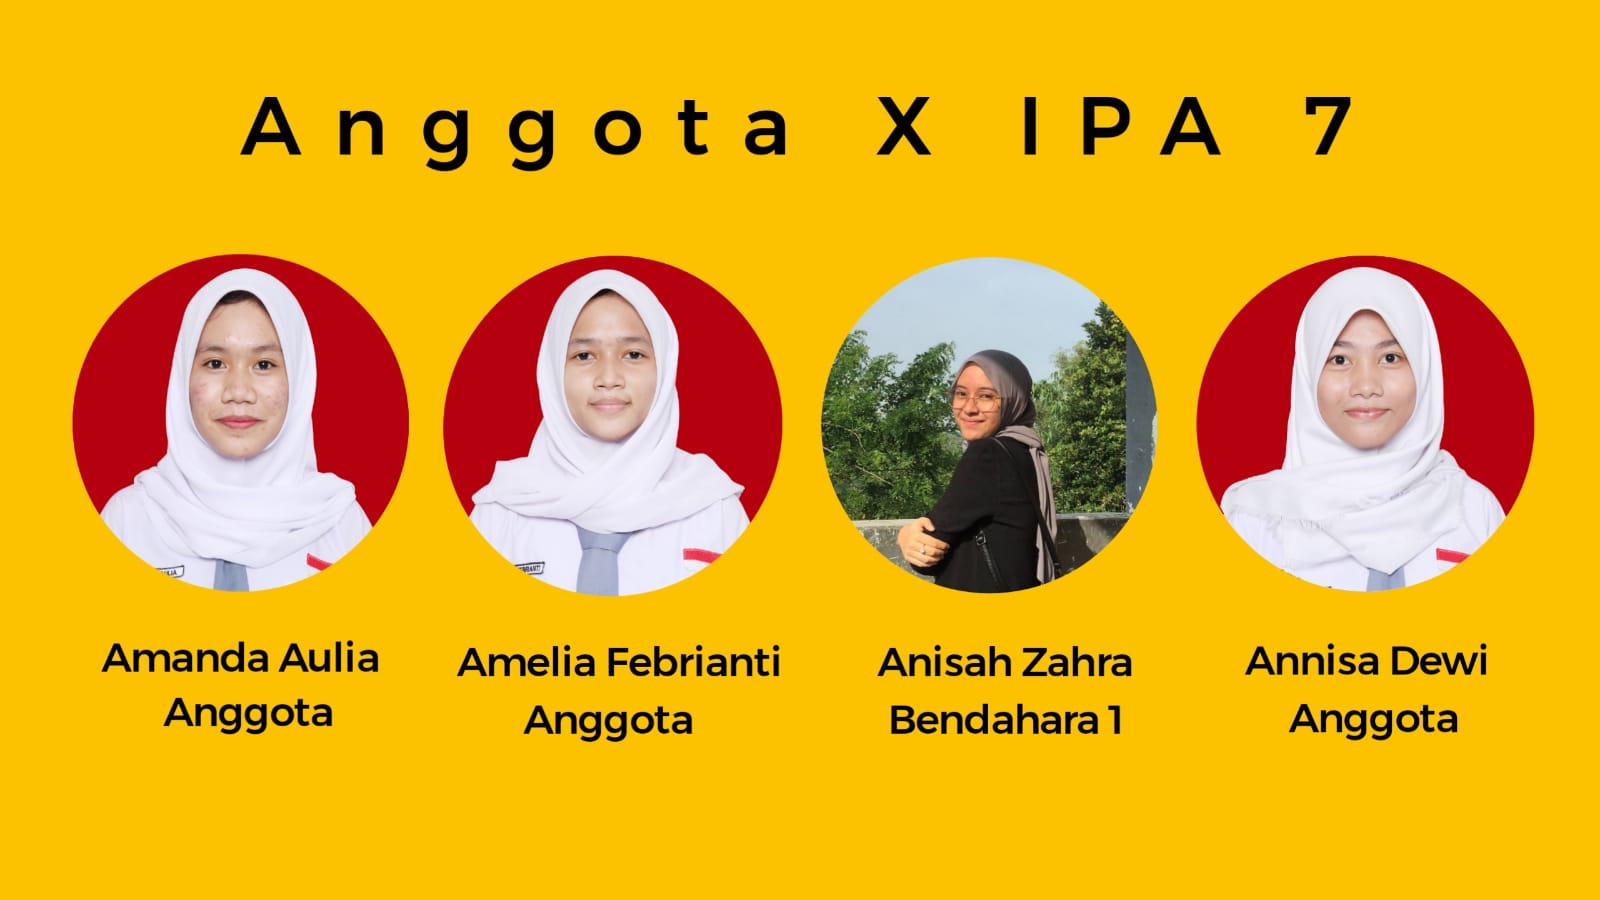 Anggota X IPA 7
Amanda Aulia
Anggota
Amelia Febrianti
Anggota
Anisah Zahra
Bendahara 1
Annisa Dewi
Anggota